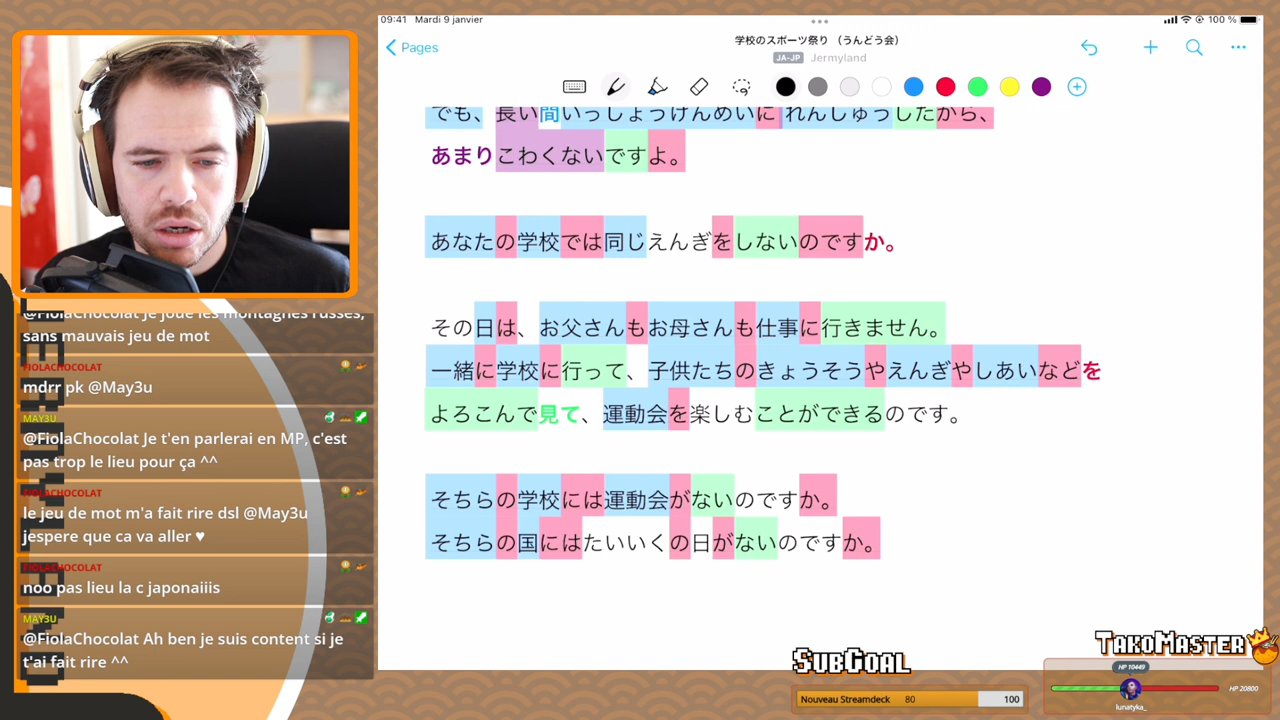 09:41 Mardi 9 janvier
100 %
Pages
学校のスポーツ祭り （うんどう会）
JA-JP Jermyland
でも、長い間いっしょうけんめいにれんしゅうしたから、
あまりこわくないですよ。
あなたの学校では同じえんぎをしないのですか。
その日は、お父さんもお母さんも仕事に行きません。
一緒に学校に行って、子供たちのきょうそうやえんぎやしあいなどを
よろこんで見て、運動会を楽しむことができるのです。
そちらの学校には運動会がないのですか。
そちらの国にはたいいくの日がないのですか。
@FiolaChocolat Je joue les montagnes russes,
sans mauvais jeu de mot
FIOLACHOCOLAT
mdrr pk @May3u
MAY3U
@FiolaChocolat Je t'en parlerai en MP, c'est
pas trop le lieu pour ça ^^
FIOLACHOCOLAT
le jeu de mot m'a fait rire dsl @May3u
jespere que ca va aller ♥
FIOLACHOCOLAT
noo pas lieu la c japonaiiis
MAY3U
@FiolaChocolat Ah ben je suis content si je
t'ai fait rire ^^
SUBGOAL
Nouveau Streamdeck 80 100
TAKOMASTER
HP 10449
HP 20800
lunatyka_